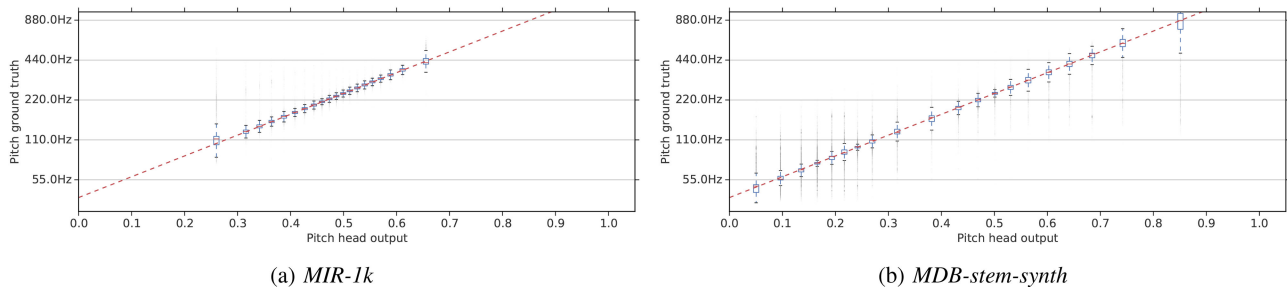 880.0Hz
440.0Hz
220.0Hz
110.0Hz
55.0Hz
Pitch ground truth
0.0 0.1 0.2 0.3 0.4 0.5 0.6 0.7 0.8 0.9 1.0
Pitch head output
(a) MIR-1k
880.0Hz
440.0Hz
220.0Hz
110.0Hz
55.0Hz
Pitch ground truth
0.0 0.1 0.2 0.3 0.4 0.5 0.6 0.7 0.8 0.9 1.0
Pitch head output
(b) MDB-stem-synth